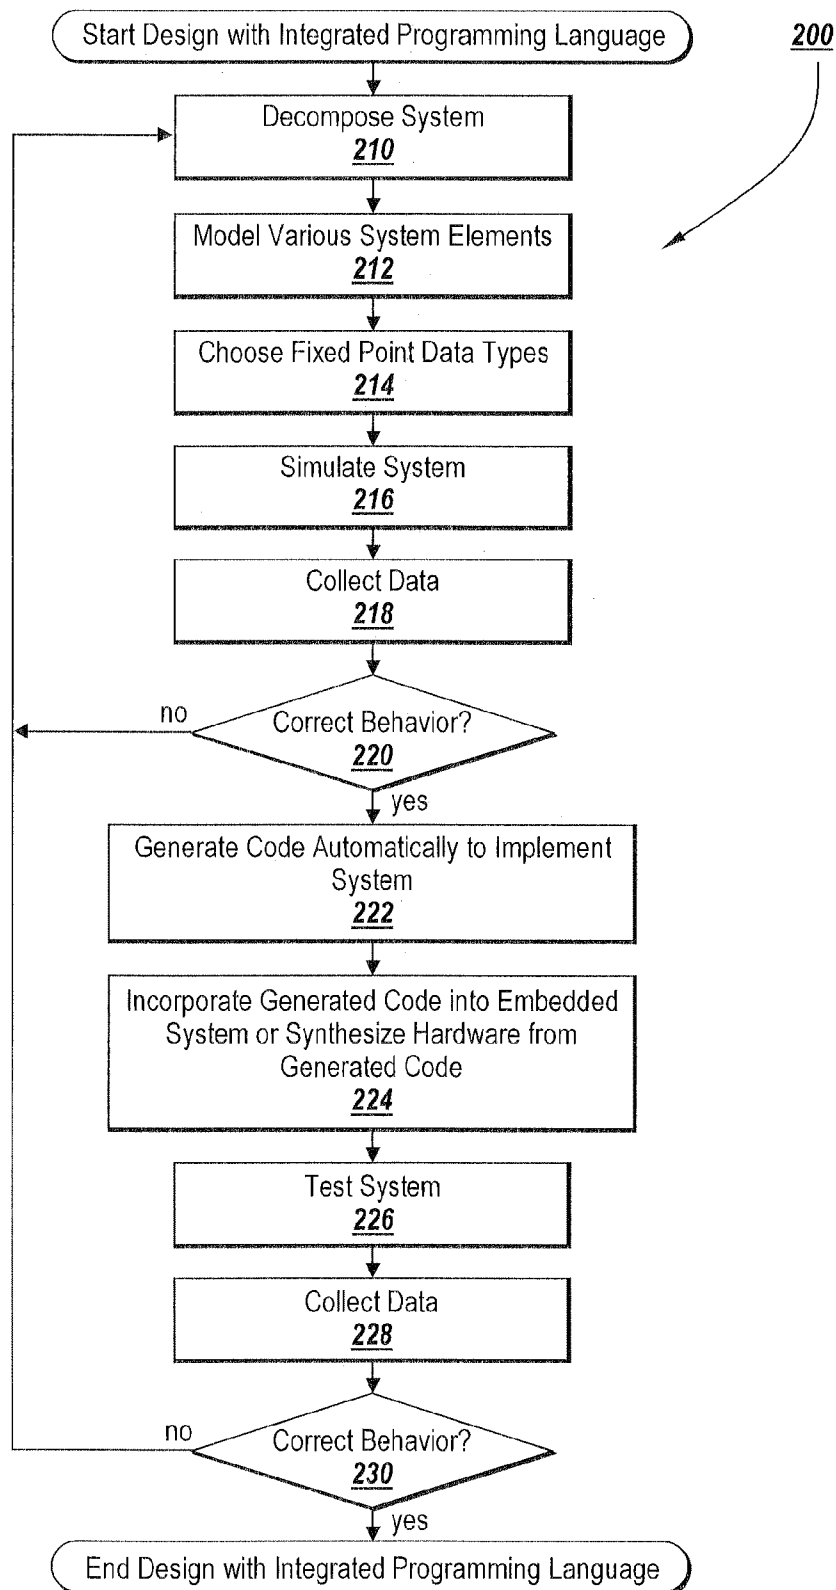 Start Design with Integrated Programming Language
200
Decompose System
210
Model Various System Elements
212
Choose Fixed Point Data Types
214
Simulate System
216
Collect Data
218
no
Correct Behavior?
220
yes
Generate Code Automatically to Implement
System
222
Incorporate Generated Code into Embedded
System or Synthesize Hardware from
Generated Code
224
Test System
226
Collect Data
228
no
Correct Behavior?
230
yes
End Design with Integrated Programming Language